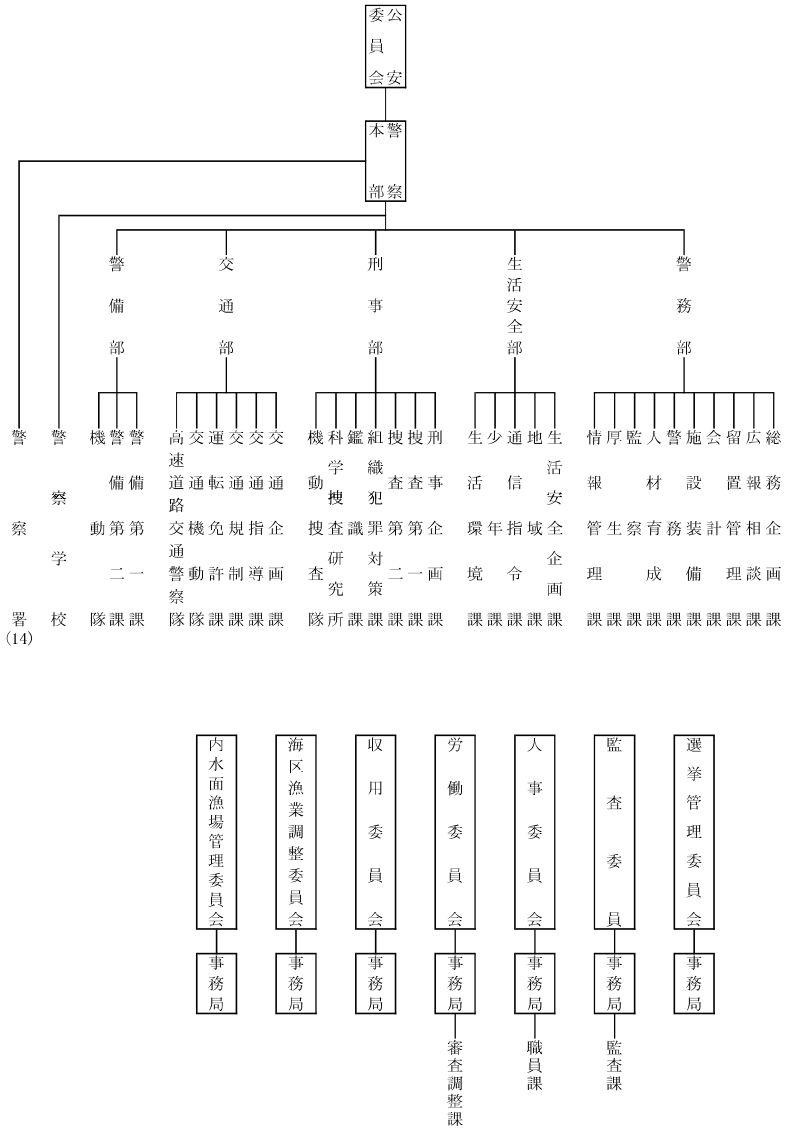 公安
委員会
警察
本部
警務部
生活安全部
刑事部
交通部
警備部
総務企画課
広報相談課
留置管理課
会計課
施設装備課
警務課
人材育成課
監察課
厚生課
情報管理課
生活安全企画課
地域課
通信指令課
少年課
生活環境課
刑事企画課
捜査第一課
捜査第二課
組織犯罪対策課
鑑識課
科学捜査研究所
機動捜査隊
交通企画課
交通指導課
交通規制課
運転免許課
交通機動隊
高速道路交通警察隊
警備第一課
警備第二課
機動隊
警察学校
警察署
(14)
選挙管理委員会
事務局
監査委員
事務局
監査課
人事委員会
事務局
職員課
労働委員会
事務局
審査調整課
収用委員会
事務局
海区漁業調整委員会
事務局
内水面漁場管理委員会
事務局